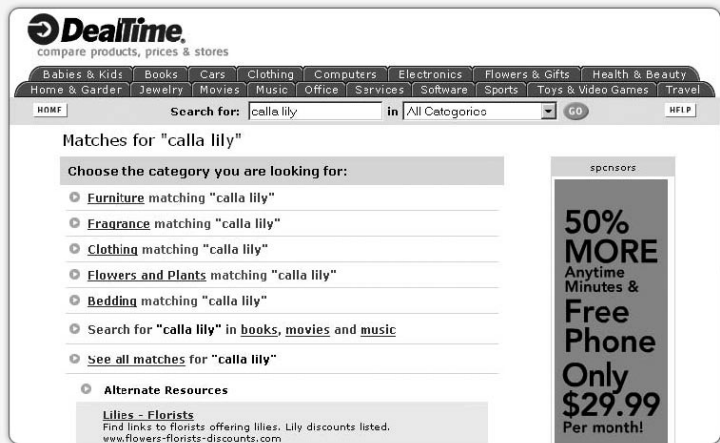 DealTime.
compare products, prices & stores
Babies & Kids Books Cars Clothing Computers Electronics Flowers & Gifts Health & Beauty
Home & Garden Jewelry Movies Music Office Services Software Sports Toys & Video Games Travel
HOME Search for: calla lily in All Categories GO HELP
Matches for "calla lily"
Choose the category you are looking for:
Furniture matching "calla lily"
Fragrance matching "calla lily"
Clothing matching "calla lily"
Flowers and Plants matching "calla lily"
Bedding matching "calla lily"
Search for "calla lily" in books, movies and music
See all matches for "calla lily"
Alternate Resources
Lilies - Florists
Find links to florists offering lilies. Lily discounts listed.
www.flowers-florists-discounts.com
sponsors
50%
MORE
Anytime
Minutes &
Free
Phone
Only
$29.99
Per month!